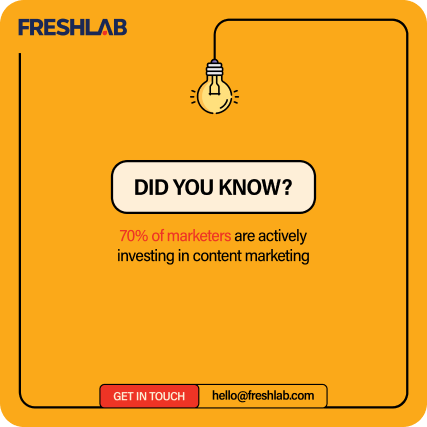 FRESHLAB
DID YOU KNOW?
70% of marketers are actively
investing in content marketing
GET IN TOUCH
hello@freshlab.com